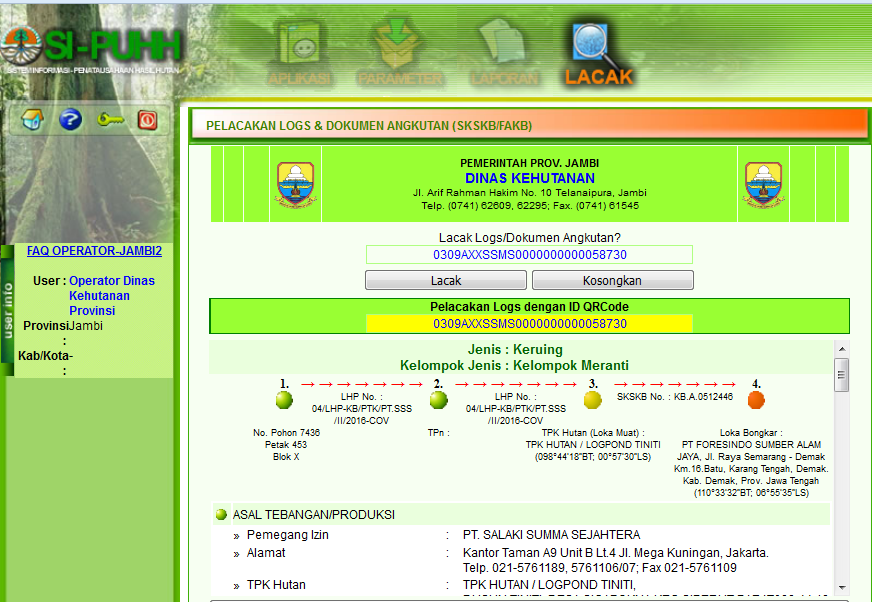 SI-PUHH
SISTEM INFORMASI - PENATAUSAHAAN HASIL HUTAN
APLIKASI
PARAMETER
LAPORAN
LACAK
PELACAKAN LOGS & DOKUMEN ANGKUTAN (SKSKB/FAKB)
PEMERINTAH PROV. JAMBI
DINAS KEHUTANAN
Jl. Arif Rahman Hakim No. 10 Telanaipura, Jambi
Telp. (0741) 62609, 62295; Fax. (0741) 61545
user info
FAQ OPERATOR-JAMBI2
User : Operator Dinas
Kehutanan
Provinsi
ProvinsiJambi
:
Kab/Kota-
:
Lacak Logs/Dokumen Angkutan?
0309AXXSSMS0000000000058730
Lacak
Kosongkan
Pelacakan Logs dengan ID QRCode
0309AXXSSMS0000000000058730
Jenis : Keruing
Kelompok Jenis : Kelompok Meranti
1. → → → → → → → → 2. → → → → → → → → 3. → → → → → → → → 4.
LHP No. :
04/LHP-KB/PTK/PT.SSS
/II/2016-COV
LHP No. :
04/LHP-KB/PTK/PT.SSS
/II/2016-COV
SKSKB No. : KB.A.0512446
No. Pohon 7436
Petak 453
Blok X
TPn :
TPK Hutan (Loka Muat) :
TPK HUTAN / LOGPOND TINITI
(098°44'18"BT; 00°57'30"LS)
Loka Bongkar :
PT FORESINDO SUMBER ALAM
JAYA, Jl. Raya Semarang - Demak
Km.16.Batu, Karang Tengah, Demak.
Kab. Demak, Prov. Jawa Tengah
(110°33'32"BT; 06°55'35"LS)
ASAL TEBANGAN/PRODUKSI
» Pemegang Izin : PT. SALAKI SUMMA SEJAHTERA
» Alamat : Kantor Taman A9 Unit B Lt.4 Jl. Mega Kuningan, Jakarta.
Telp. 021-5761189, 5761106/07; Fax 021-5761109
» TPK Hutan : TPK HUTAN / LOGPOND TINITI,